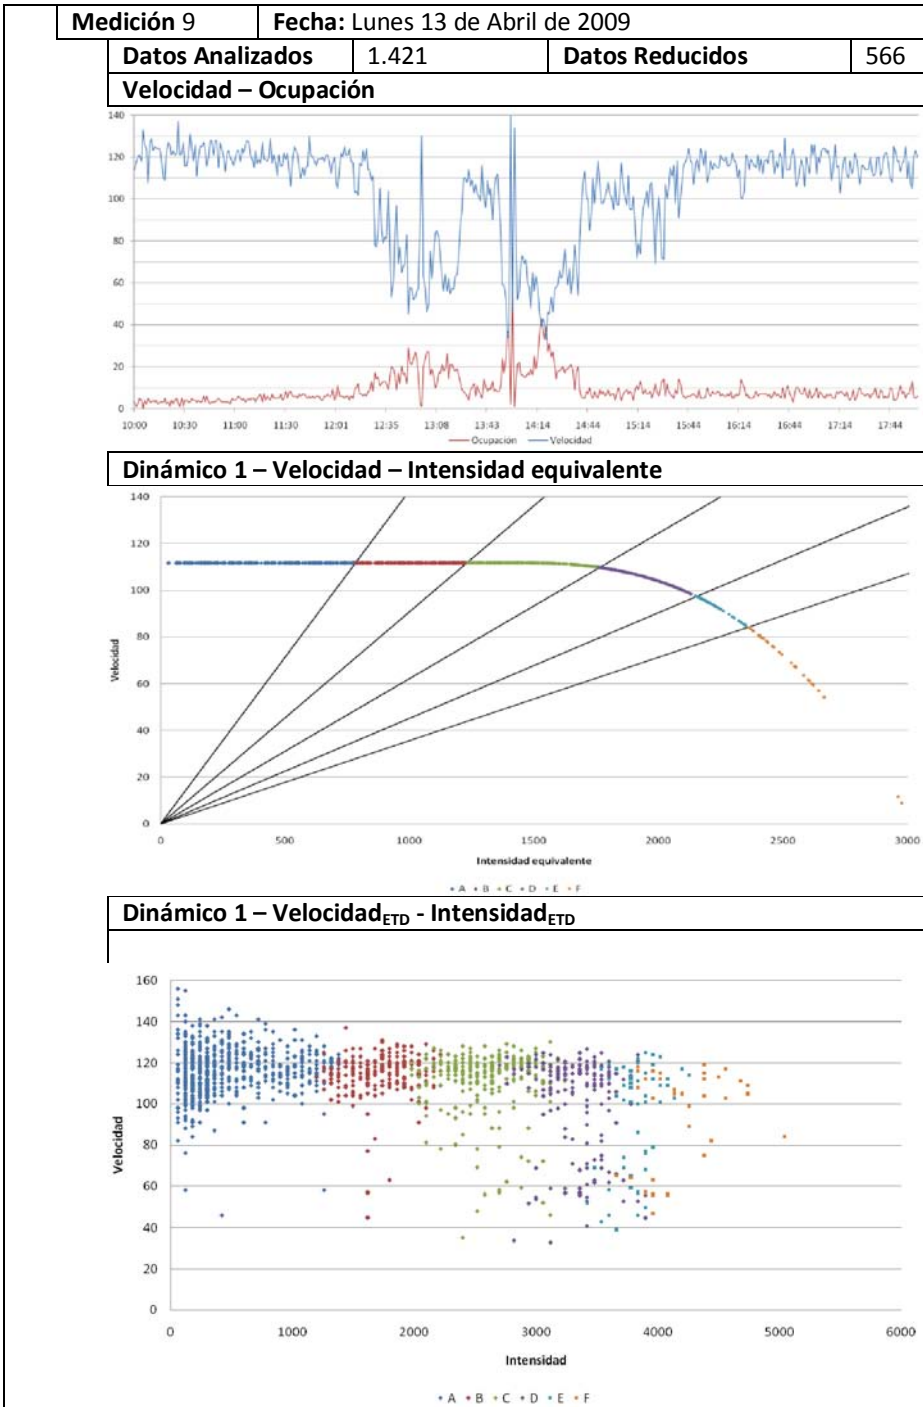 Medición 9 Fecha: Lunes 13 de Abril de 2009
Datos Analizados 1.421 Datos Reducidos 566
Velocidad – Ocupación
140
120
100
80
60
40
20
0
10:00 10:30 11:00 11:30 12:01 12:35 13:08 13:43 14:14 14:44 15:14 15:44 16:14 16:44 17:14 17:44
Ocupación Velocidad
Dinámico 1 – Velocidad – Intensidad equivalente
140
120
100
80
60
40
20
0
Velocidad
0 500 1000 1500 2000 2500 3000
Intensidad equivalente
A B C D E F
Dinámico 1 – VelocidadETD - IntensidadETD
160
140
120
100
80
60
40
20
0
Velocidad
0 1000 2000 3000 4000 5000 6000
Intensidad
A B C D E F